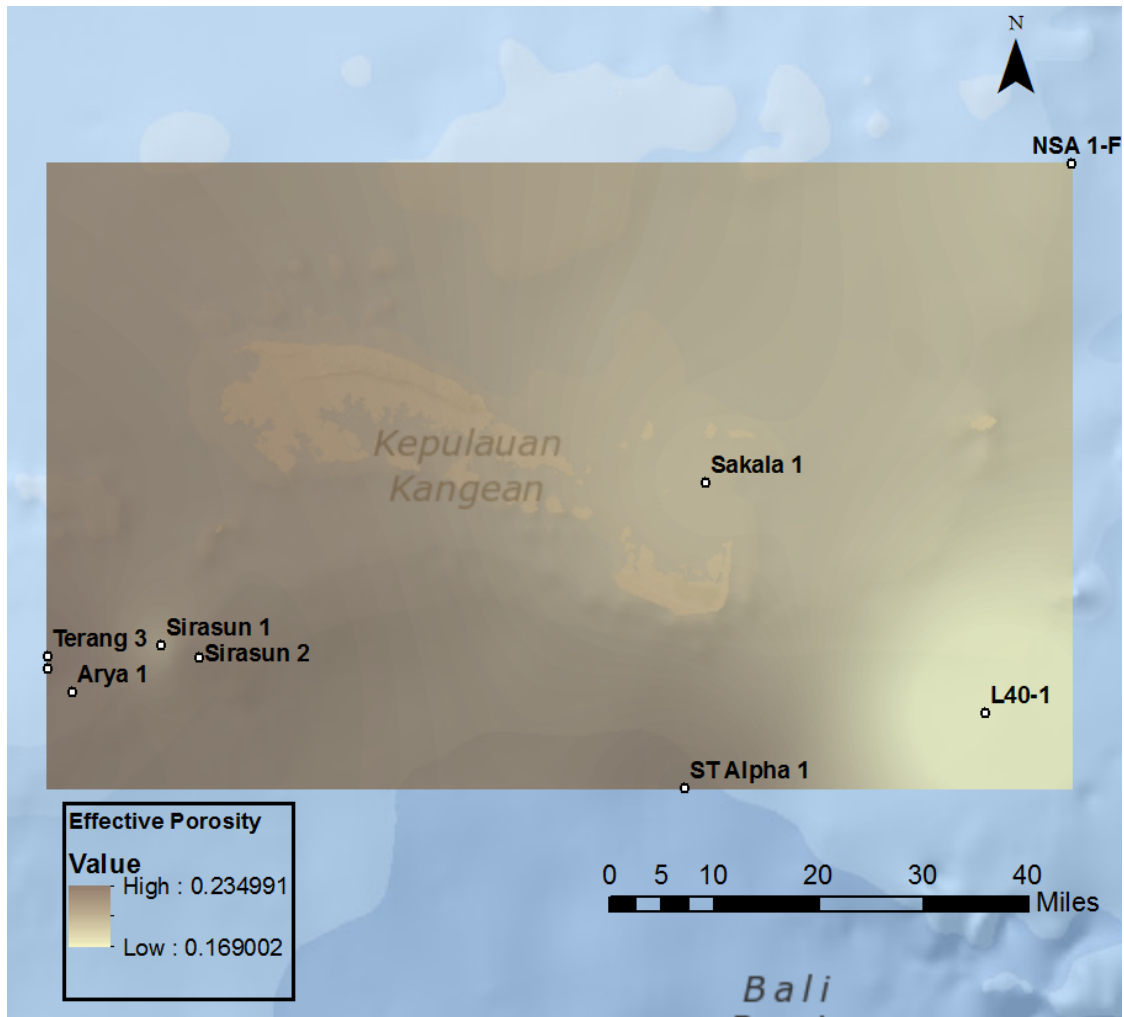 N
NSA 1-F
Kepulauan
Kangean
Sakala 1
Terang 3
Sirasun 1
Sirasun 2
Arya 1
L40-1
ST Alpha 1
Effective Porosity
Value
High : 0.234991
Low : 0.169002
0 5 10 20 30 40
Miles
Bali